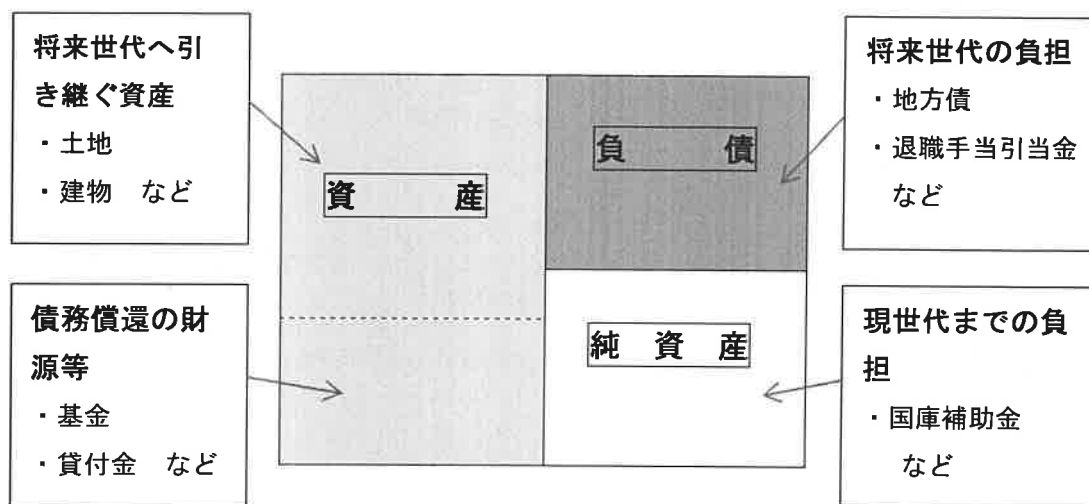 将来世代へ引
き継ぐ資産
・土地
・建物　など
資　　　産
負　　　債
将来世代の負担
・地方債
・退職手当引当金
など
債務償還の財
源等
・基金
・貸付金　など
純　資　産
現世代までの負
担
・国庫補助金
など